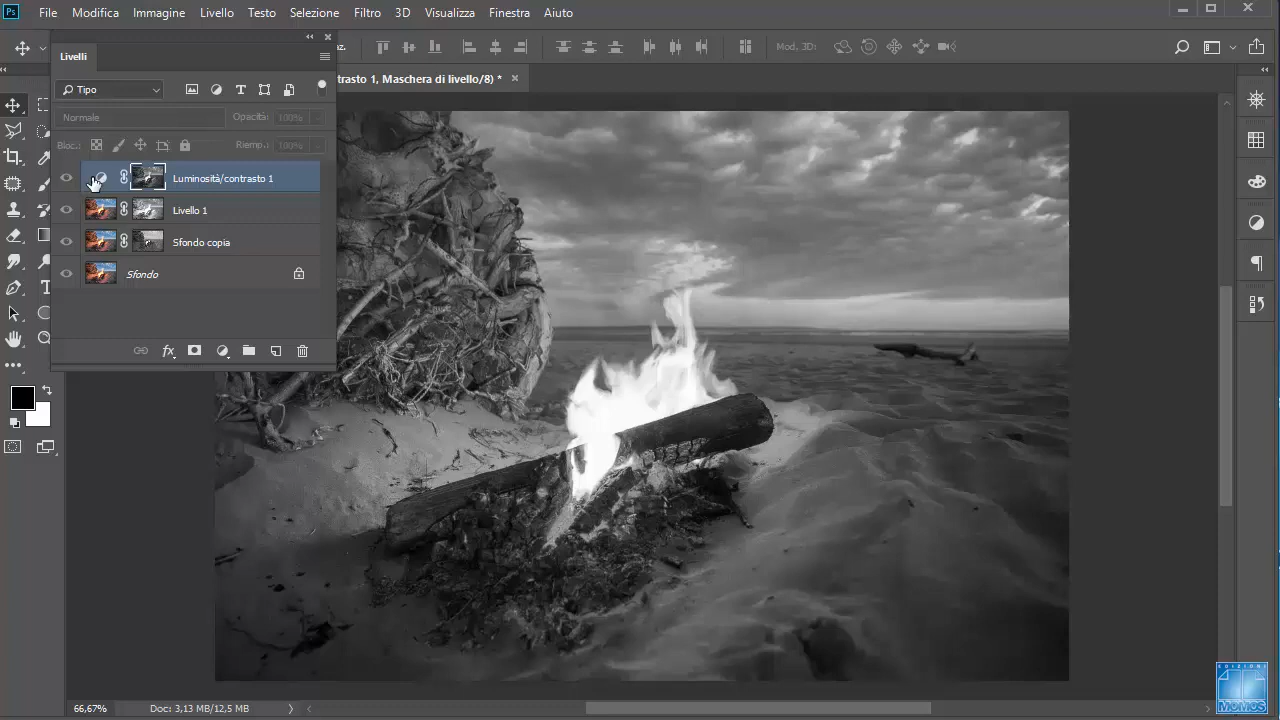 Ps File Modifica Immagine Livello Testo Selezione Filtro 3D Visualizza Finestra Aiuto
Mod. 3D:
Livelli
ntrasto 1, Maschera di livello/8) * ×
Tipo
Normale Opacità: 100%
Bloc.: Riemp.: 100%
Luminosità/contrasto 1
Livello 1
Sfondo copia
Sfondo
fx
66,67% Doc: 3,13 MB/12,5 MB
EDIZIONI
MOMOS